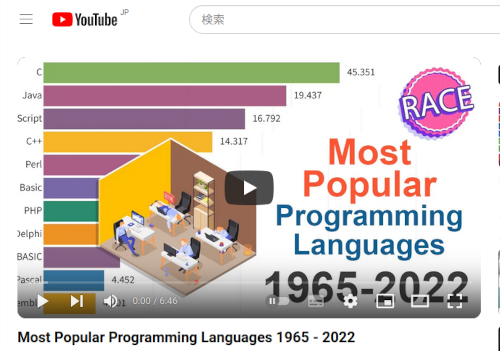 YouTube JP
検索
C 45.351
Java 19.437
Script 16.792
C++ 14.317
Perl
Basic
PHP
Delphi
BASIC
Pascal 4.452
RACE
Most
Popular
Programming
Languages
1965-2022
0:00 / 6:46
Most Popular Programming Languages 1965 - 2022